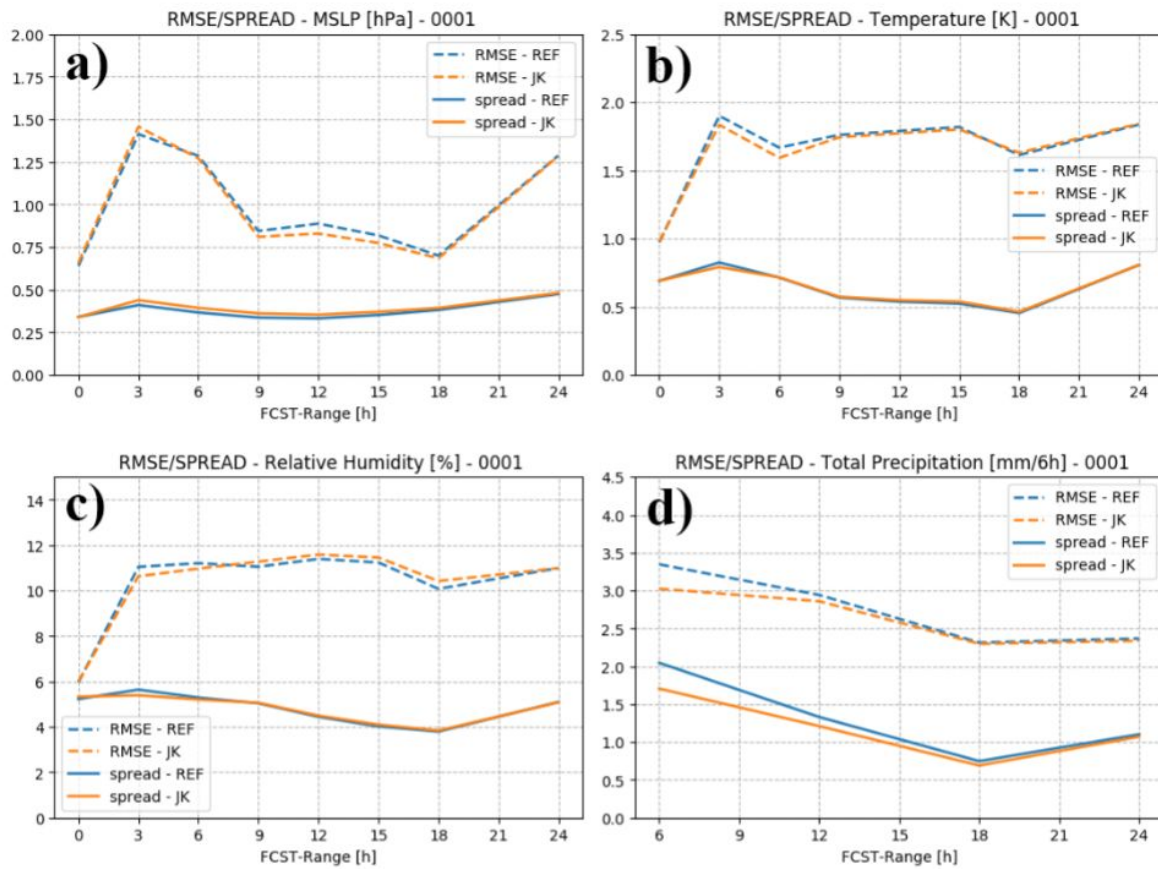 RMSE/SPREAD - MSLP [hPa] - 0001
a)
2.00
1.75
1.50
1.25
1.00
0.75
0.50
0.25
0.00
RMSE - REF
RMSE - JK
spread - REF
spread - JK
0 3 6 9 12 15 18 21 24
FCST-Range [h]
RMSE/SPREAD - Temperature [K] - 0001
b)
2.5
2.0
1.5
1.0
0.5
0.0
RMSE - REF
RMSE - JK
spread - REF
spread - JK
0 3 6 9 12 15 18 21 24
FCST-Range [h]
RMSE/SPREAD - Relative Humidity [%] - 0001
c)
14
12
10
8
6
4
2
0
RMSE - REF
RMSE - JK
spread - REF
spread - JK
0 3 6 9 12 15 18 21 24
FCST-Range [h]
RMSE/SPREAD - Total Precipitation [mm/6h] - 0001
d)
4.5
4.0
3.5
3.0
2.5
2.0
1.5
1.0
0.5
0.0
RMSE - REF
RMSE - JK
spread - REF
spread - JK
6 9 12 15 18 21 24
FCST-Range [h]